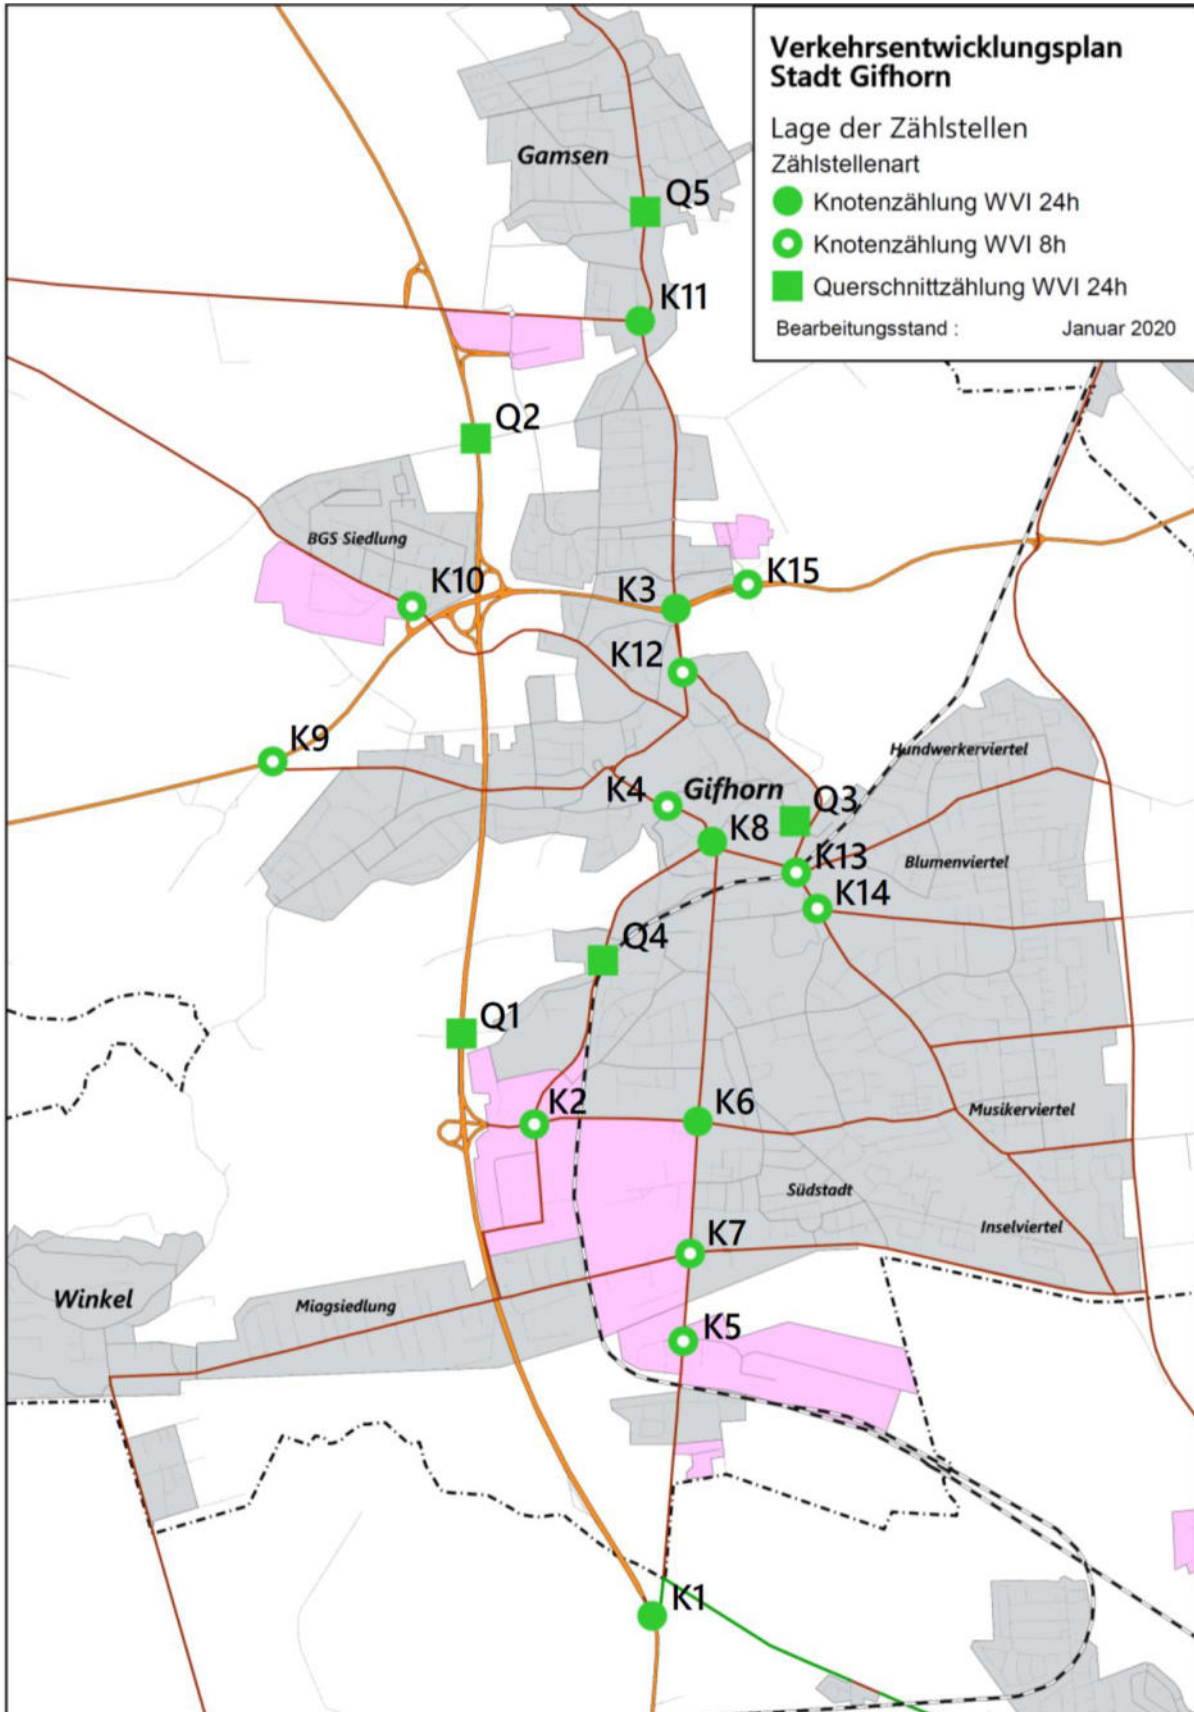 Verkehrsentwicklungsplan
Stadt Gifhorn
Lage der Zählstellen
Zählstellenart
Knotenzählung WVI 24h
Knotenzählung WVI 8h
Querschnittzählung WVI 24h
Bearbeitungsstand : Januar 2020
Gamsen
Q5
K11
Q2
BGS Siedlung
K10
K3
K15
K12
K9
Hundwerkerviertel
K4
Gifhorn
Q3
K8
K13
Blumenviertel
K14
Q4
Q1
K2
K6
Musikerviertel
Südstadt
Inselviertel
K7
Winkel
Miagsiedlung
K5
K1